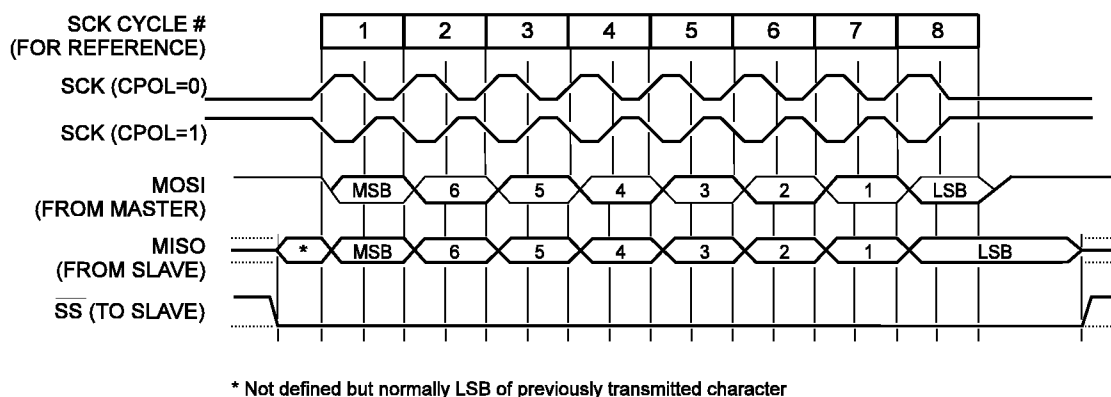 SCK CYCLE #
(FOR REFERENCE)
1 2 3 4 5 6 7 8
SCK (CPOL=0)
SCK (CPOL=1)
MOSI
(FROM MASTER)
MSB 6 5 4 3 2 1 LSB
MISO
(FROM SLAVE)
* MSB 6 5 4 3 2 1 LSB
SS (TO SLAVE)
* Not defined but normally LSB of previously transmitted character